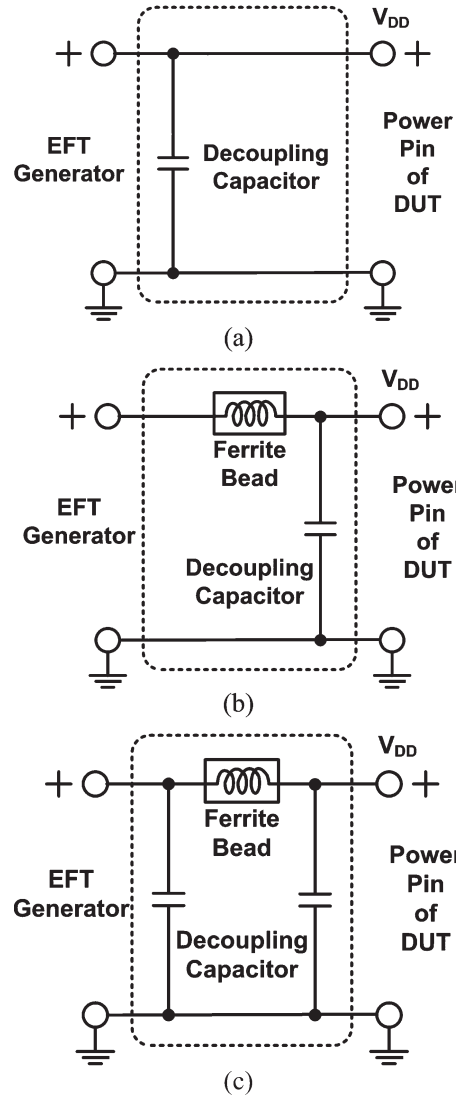 V_DD
+
+
EFT
Generator
Decoupling
Capacitor
Power
Pin
of
DUT
(a)
V_DD
+
+
Ferrite
Bead
EFT
Generator
Decoupling
Capacitor
Power
Pin
of
DUT
(b)
V_DD
+
+
Ferrite
Bead
EFT
Generator
Decoupling
Capacitor
Power
Pin
of
DUT
(c)